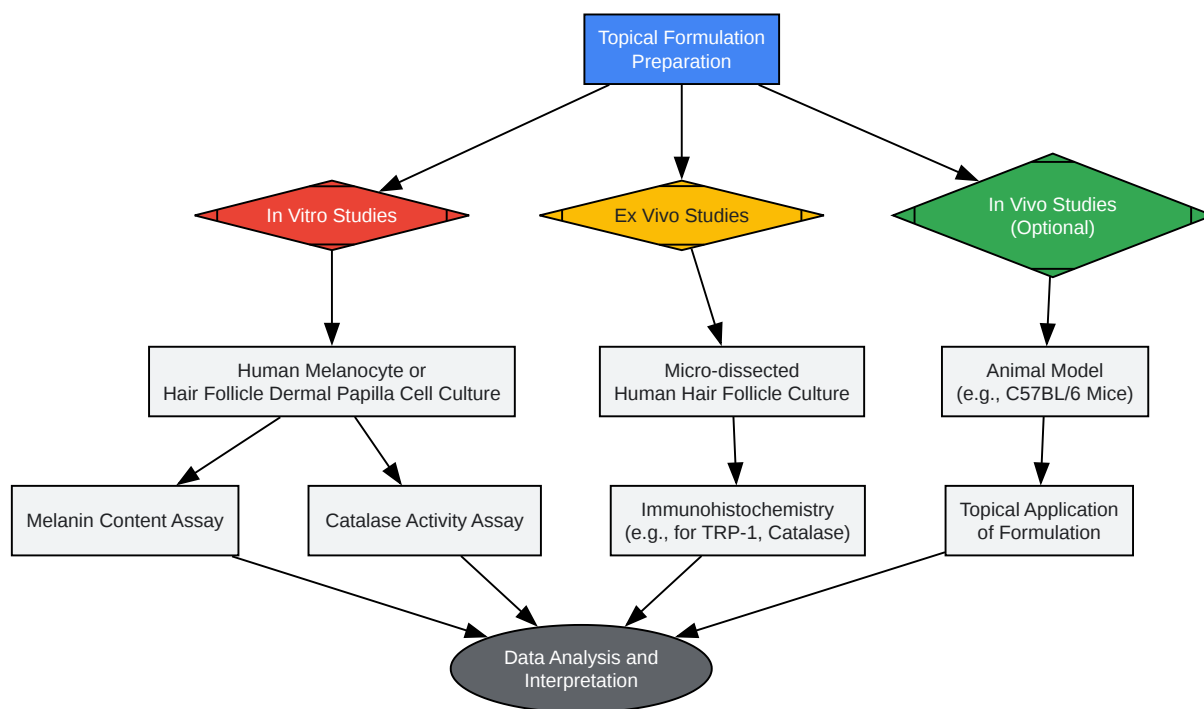 Topical Formulation
Preparation
In Vitro Studies
Ex Vivo Studies
In Vivo Studies
(Optional)
Human Melanocyte or
Hair Follicle Dermal Papilla Cell Culture
Micro-dissected
Human Hair Follicle Culture
Animal Model
(e.g., C57BL/6 Mice)
Melanin Content Assay
Catalase Activity Assay
Immunohistochemistry
(e.g., for TRP-1, Catalase)
Topical Application
of Formulation
Data Analysis and
Interpretation